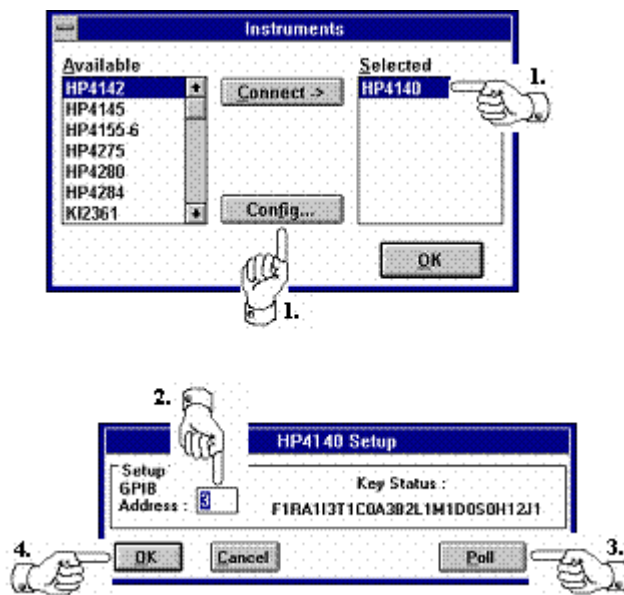 Instruments
Available
Selected
1.
HP4142
Connect ->
HP4140
HP4145
HP4155-6
HP4275
HP4280
HP4284
KI2361
Config...
OK
1.
2.
HP4140 Setup
Setup
GPIB
Address :
3
Key Status :
F1RA1I3T1C0A3B2L1M1D0S0H12J1
4.
OK
Cancel
Poll
3.